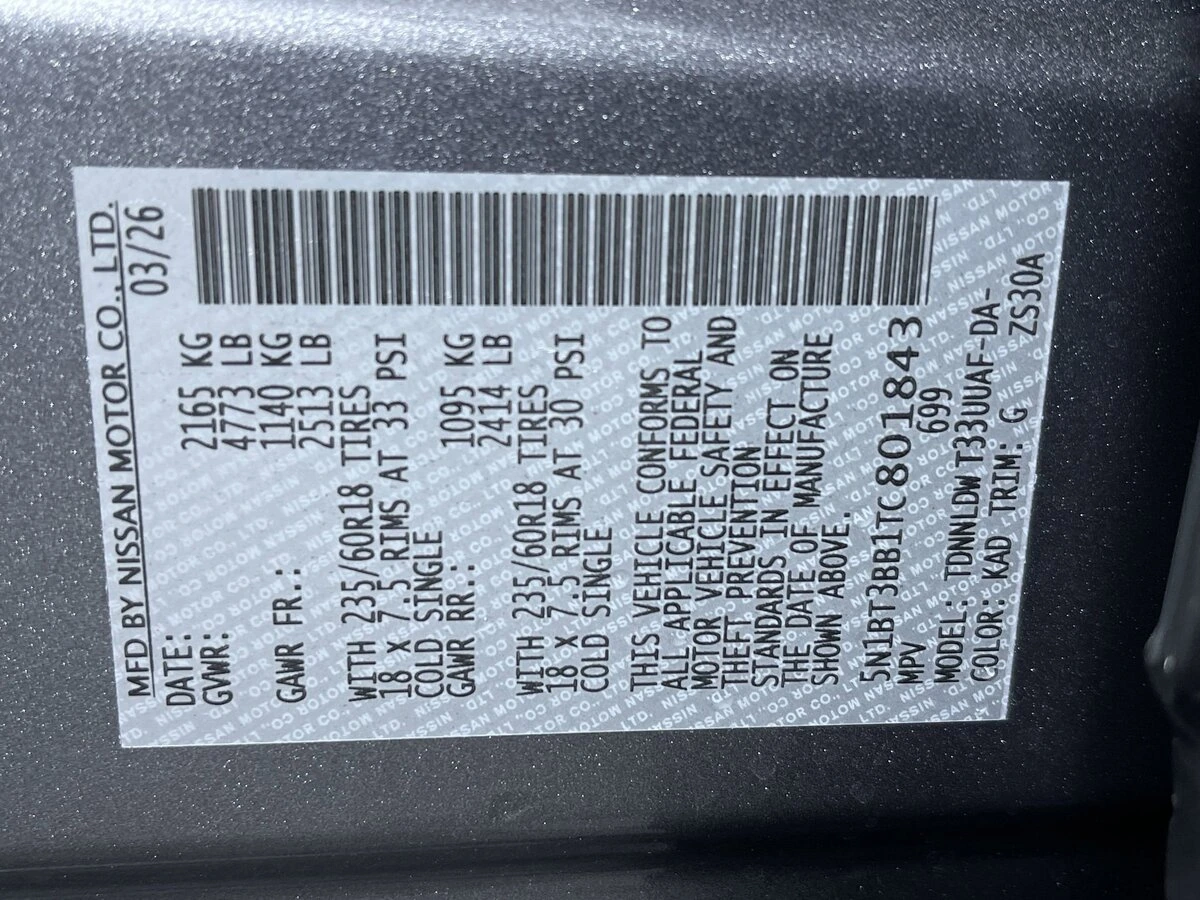 MFD BY NISSAN MOTOR CO., LTD.
DATE: 03/26
GVWR: 2165 KG
4773 LB
GAWR FR.: 1140 KG
2513 LB
WITH 235/60R18 TIRES
18 X 7.5 RIMS AT 33 PSI
COLD SINGLE
GAWR RR.: 1095 KG
2414 LB
WITH 235/60R18 TIRES
18 X 7.5 RIMS AT 30 PSI
COLD SINGLE
THIS VEHICLE CONFORMS TO
ALL APPLICABLE FEDERAL
MOTOR VEHICLE SAFETY AND
THEFT PREVENTION
STANDARDS IN EFFECT ON
THE DATE OF MANUFACTURE
SHOWN ABOVE.
5N1BT3BB1TC801843
MPV 699
MODEL: TDNNLDW T33UUAF-DA-
COLOR: KAD TRIM: G ZS30A